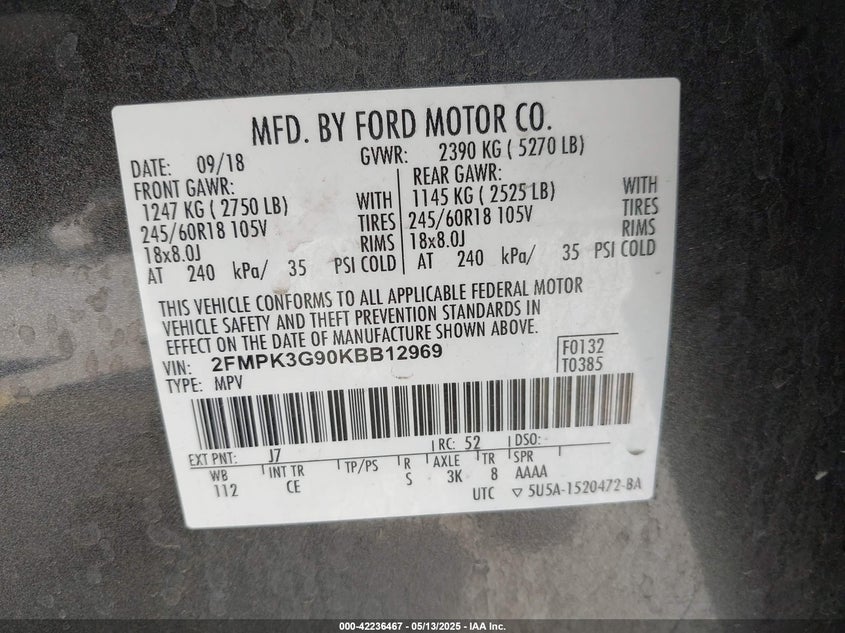 MFD. BY FORD MOTOR CO.
DATE: 09/18 GVWR: 2390 KG ( 5270 LB)
FRONT GAWR: REAR GAWR:
1247 KG ( 2750 LB) WITH 1145 KG ( 2525 LB) WITH
245/60R18 105V TIRES 245/60R18 105V TIRES
18x8.0J RIMS 18x8.0J RIMS
AT 240 kPa/ 35 PSI COLD AT 240 kPa/ 35 PSI COLD
THIS VEHICLE CONFORMS TO ALL APPLICABLE FEDERAL MOTOR
VEHICLE SAFETY AND THEFT PREVENTION STANDARDS IN
EFFECT ON THE DATE OF MANUFACTURE SHOWN ABOVE.
VIN: 2FMPK3G90KBB12969 F0132
TYPE: MPV T0385
EXT PNT: J7 RC: 52 DSO:
WB INT TR TP/PS R AXLE TR SPR
112 CE S 3K 8 AAAA
UTC ▽ 5U5A-1520472-BA
000-42236467 - 05/13/2025 - IAA Inc.